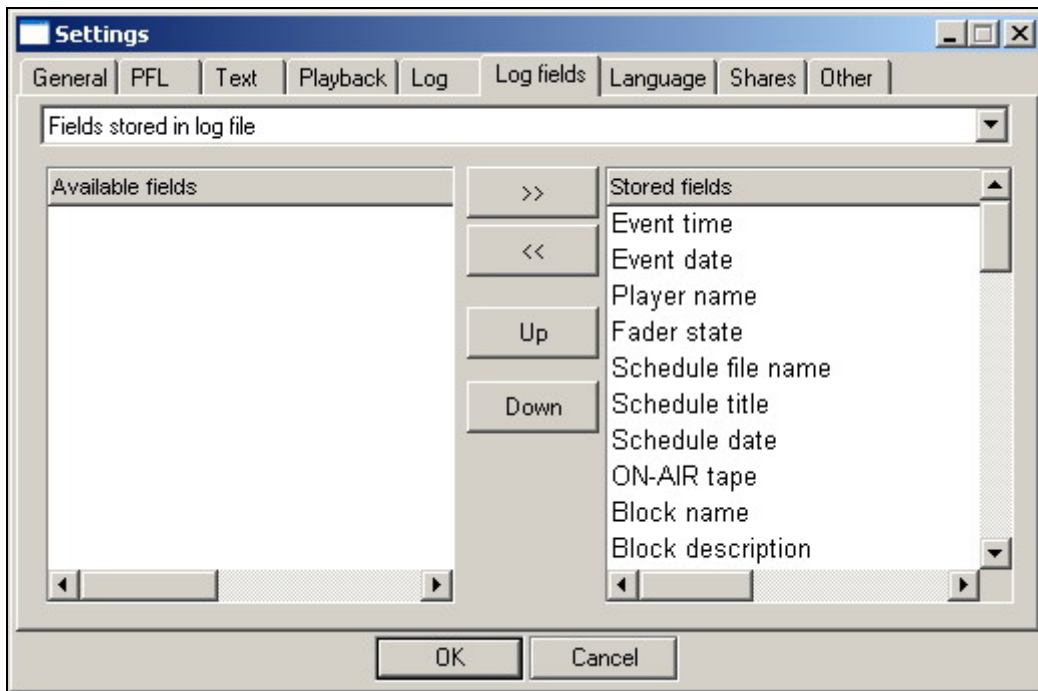 Settings
General PFL Text Playback Log Log fields Language Shares Other
Fields stored in log file
Available fields
>>
<<
Up
Down
Stored fields
Event time
Event date
Player name
Fader state
Schedule file name
Schedule title
Schedule date
ON-AIR tape
Block name
Block description
OK Cancel